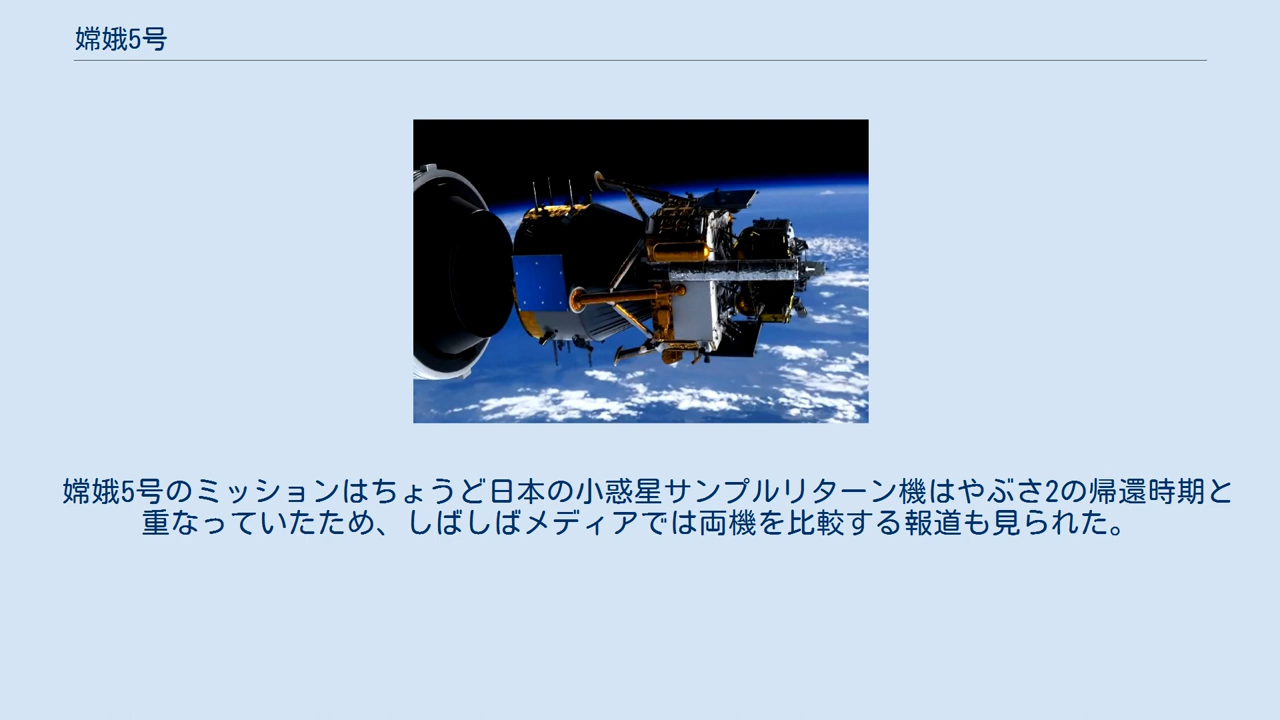 嫦娥5号
嫦娥5号のミッションはちょうど日本の小惑星サンプルリターン機はやぶさ2の帰還時期と
重なっていたため、しばしばメディアでは両機を比較する報道も見られた。